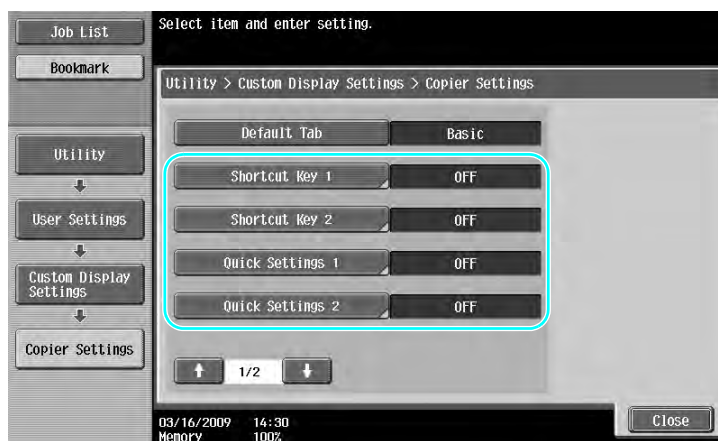 Job List
Bookmark
Select item and enter setting.
Utility > Custom Display Settings > Copier Settings
Utility
User Settings
Custom Display
Settings
Copier Settings
Default Tab Basic
Shortcut Key 1 OFF
Shortcut Key 2 OFF
Quick Settings 1 OFF
Quick Settings 2 OFF
1/2
03/16/2009 14:30
Memory 100%
Close